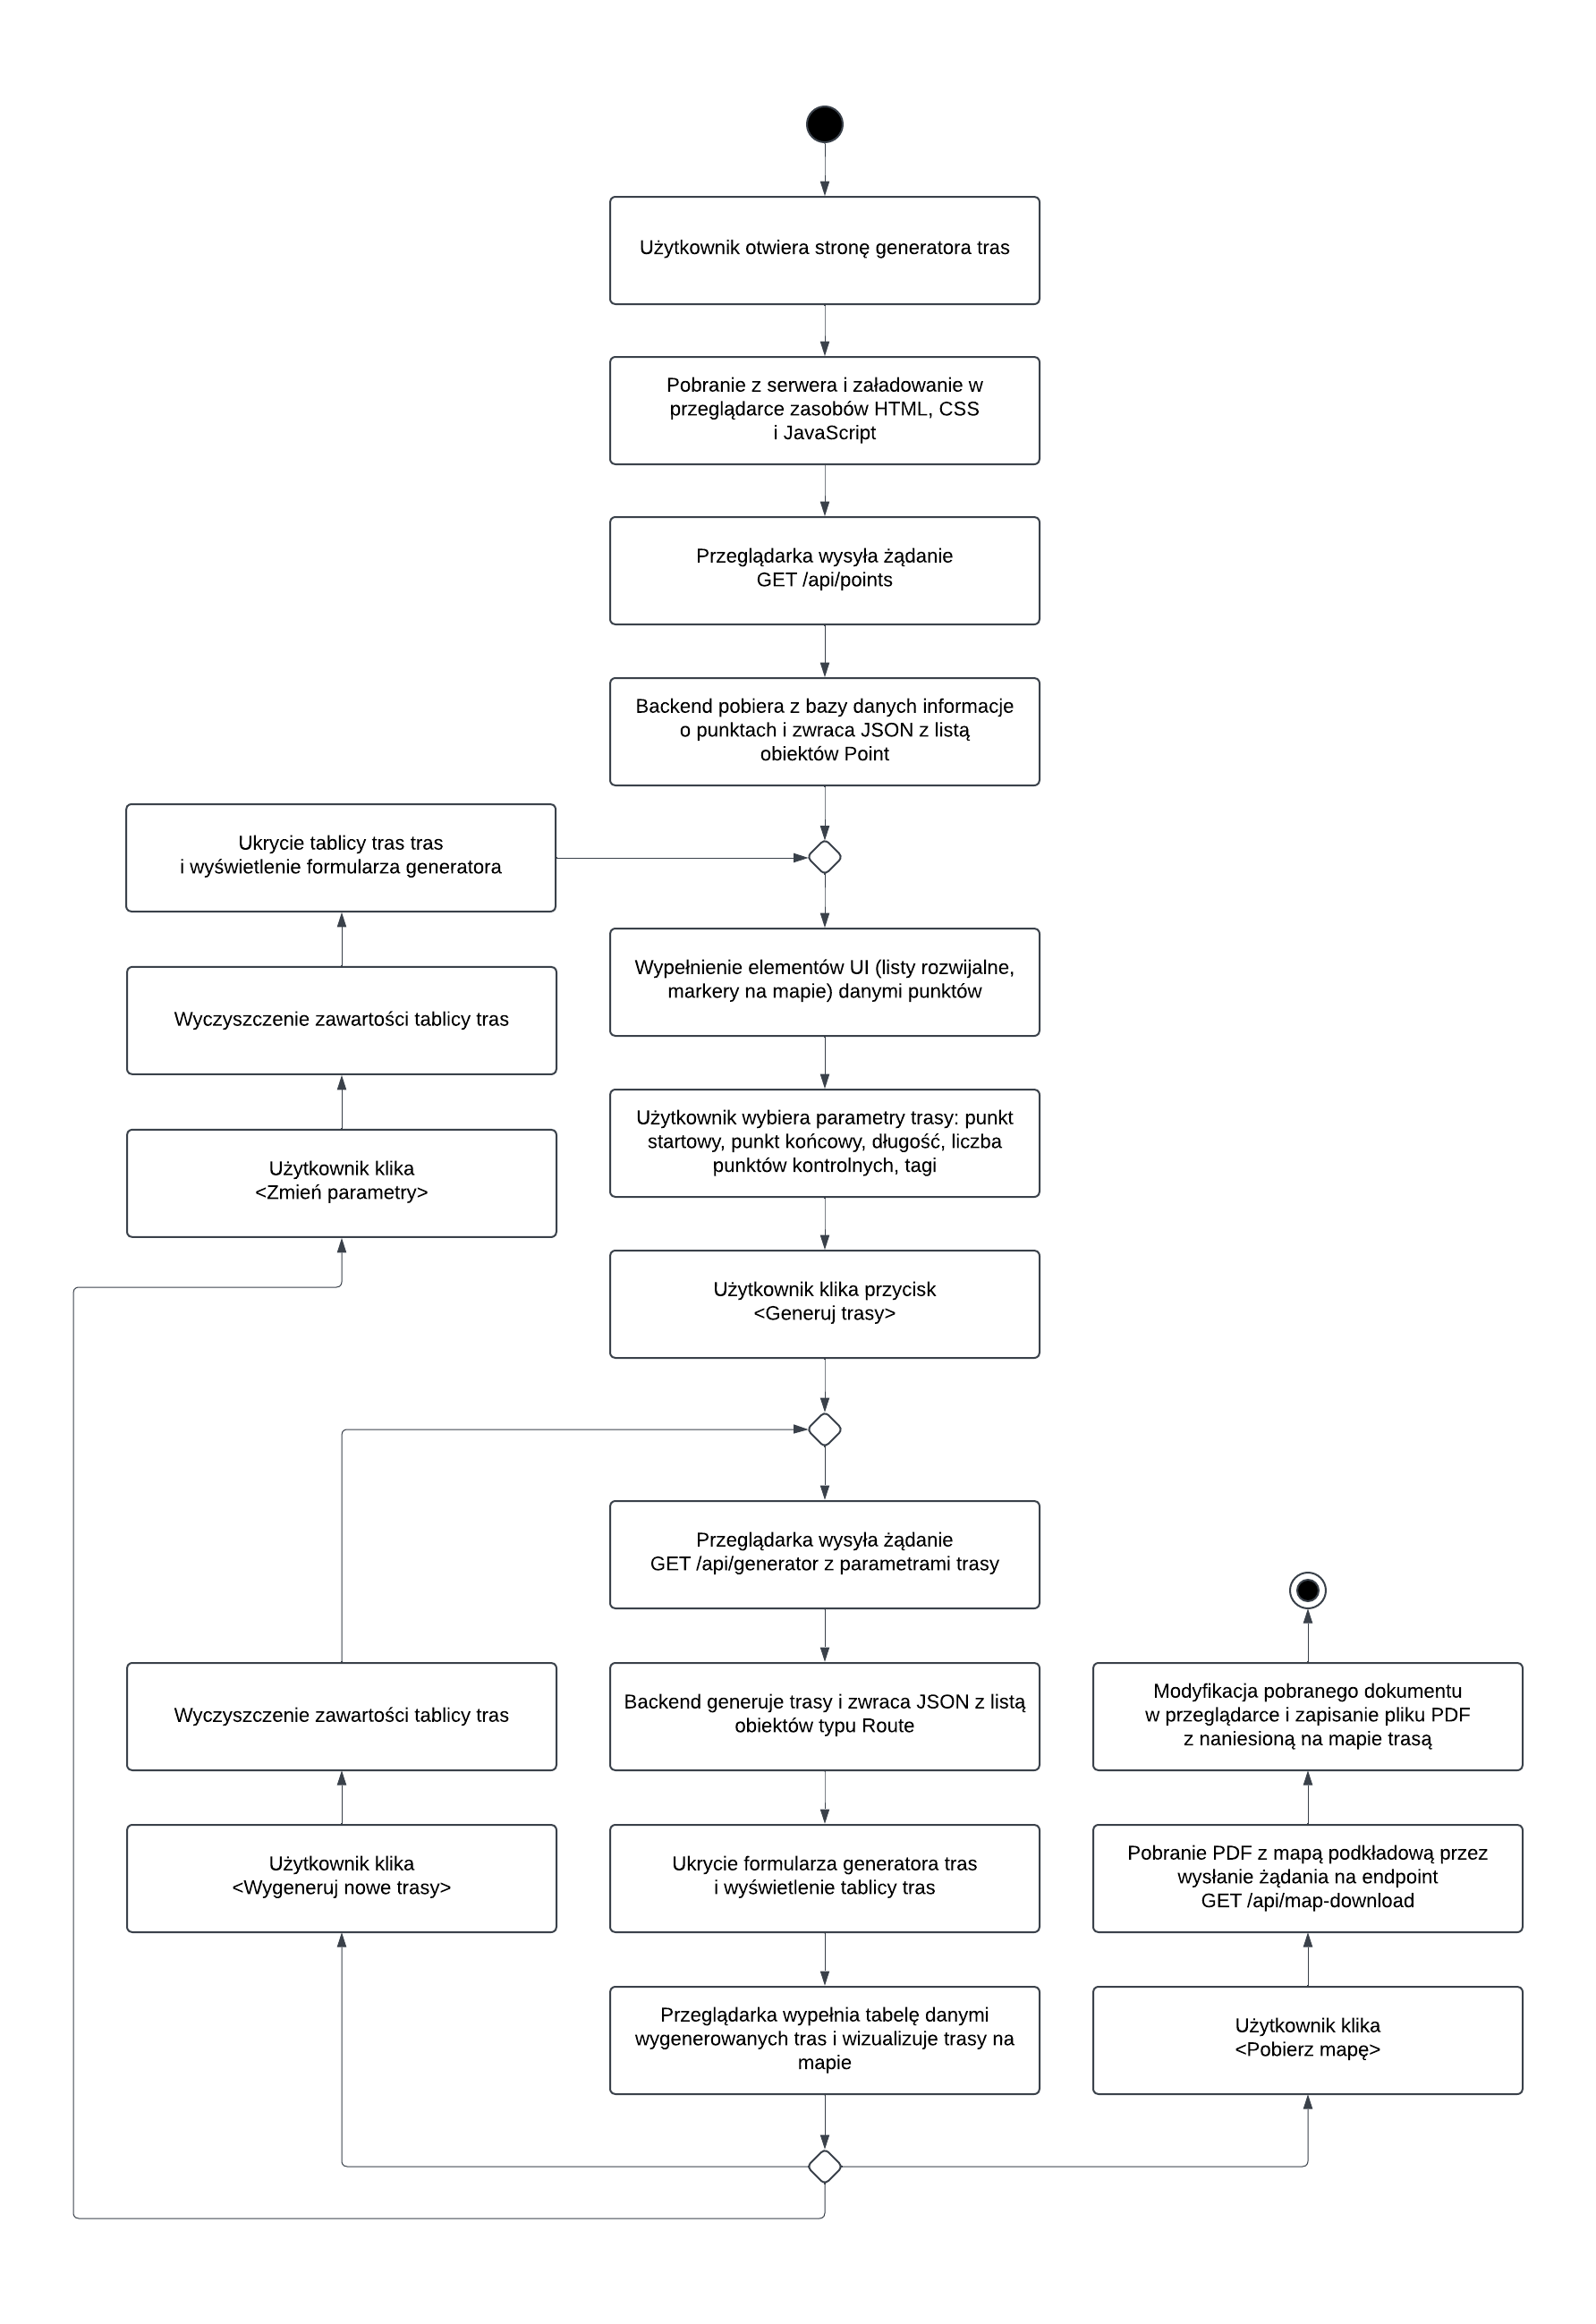 Użytkownik otwiera stronę generatora tras
Pobranie z serwera i załadowanie w
przeglądarce zasobów HTML, CSS
i JavaScript
Przeglądarka wysyła żądanie
GET /api/points
Backend pobiera z bazy danych informacje
o punktach i zwraca JSON z listą
obiektów Point
Ukrycie tablicy tras tras
i wyświetlenie formularza generatora
Wypełnienie elementów UI (listy rozwijalne,
markery na mapie) danymi punktów
Wyczyszczenie zawartości tablicy tras
Użytkownik wybiera parametry trasy: punkt
startowy, punkt końcowy, długość, liczba
punktów kontrolnych, tagi
Użytkownik klika
<Zmień parametry>
Użytkownik klika przycisk
<Generuj trasy>
Przeglądarka wysyła żądanie
GET /api/generator z parametrami trasy
Wyczyszczenie zawartości tablicy tras
Backend generuje trasy i zwraca JSON z listą
obiektów typu Route
Modyfikacja pobranego dokumentu
w przeglądarce i zapisanie pliku PDF
z naniesioną na mapie trasą
Użytkownik klika
<Wygeneruj nowe trasy>
Ukrycie formularza generatora tras
i wyświetlenie tablicy tras
Pobranie PDF z mapą podkładową przez
wysłanie żądania na endpoint
GET /api/map-download
Przeglądarka wypełnia tabelę danymi
wygenerowanych tras i wizualizuje trasy na
mapie
Użytkownik klika
<Pobierz mapę>